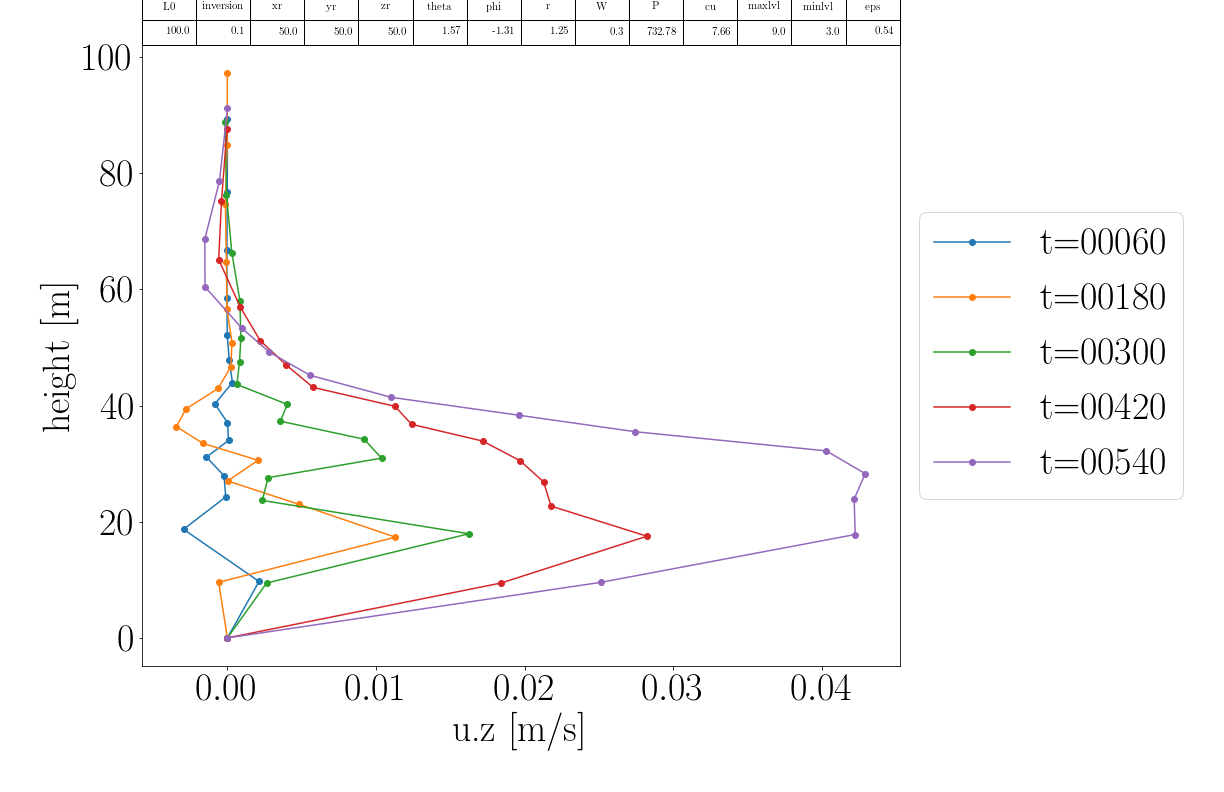 L0 inversion xr yr zr theta phi r W P cu maxlvl minlvl eps
100.0 0.1 50.0 50.0 50.0 1.57 -1.31 1.25 0.3 732.78 7.66 9.0 3.0 0.54
100
80
60
40
20
0
height [m]
0.00 0.01 0.02 0.03 0.04
u.z [m/s]
t=00060
t=00180
t=00300
t=00420
t=00540